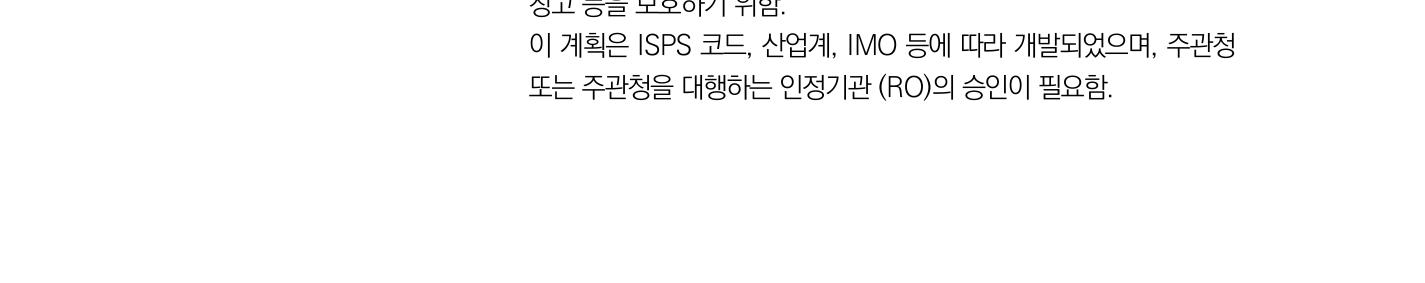 등을 보호하기 위함.
이 계획은 ISPS 코드, 산업계, IMO 등에 따라 개발되었으며, 주관청
또는 주관청을 대행하는 인정기관 (RO)의 승인이 필요함.